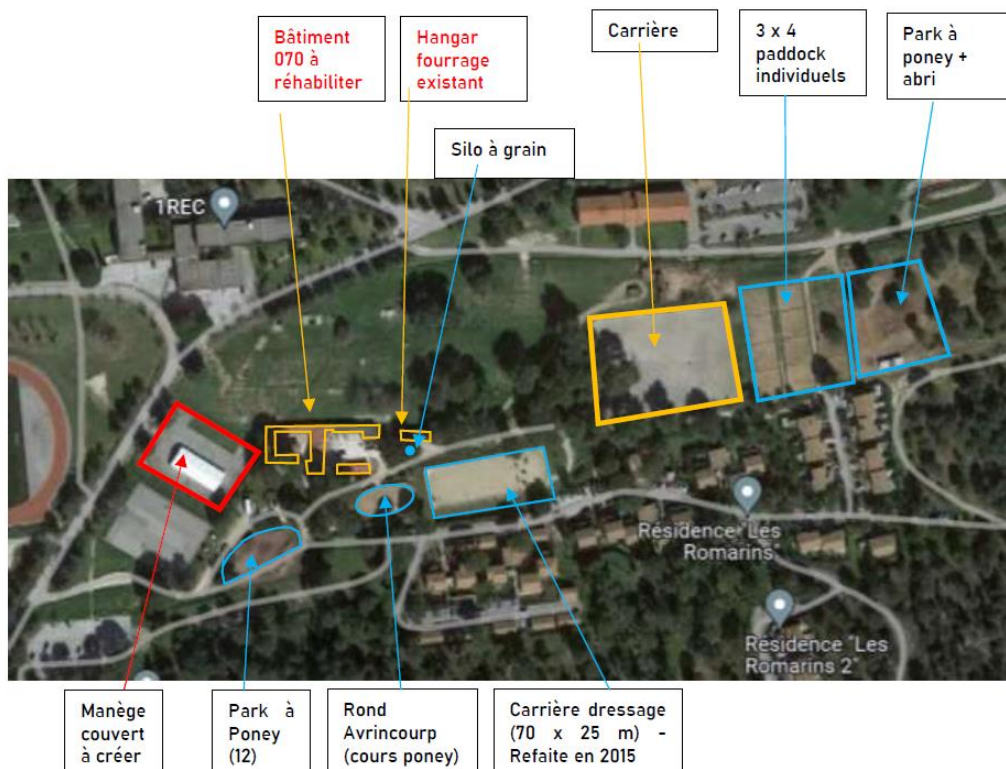 Bâtiment
070 à
réhabiliter
Hangar
fourrage
existant
Carrière
3 x 4
paddock
individuels
Park à
poney +
abri
Silo à grain
1REC
Résidence "Les
Romarins"
Résidence "Les
Romarins 2"
Manège
couvert
à créer
Park à
Poney
(12)
Rond
Avrincourp
(cours poney)
Carrière dressage
(70 x 25 m) -
Refaite en 2015